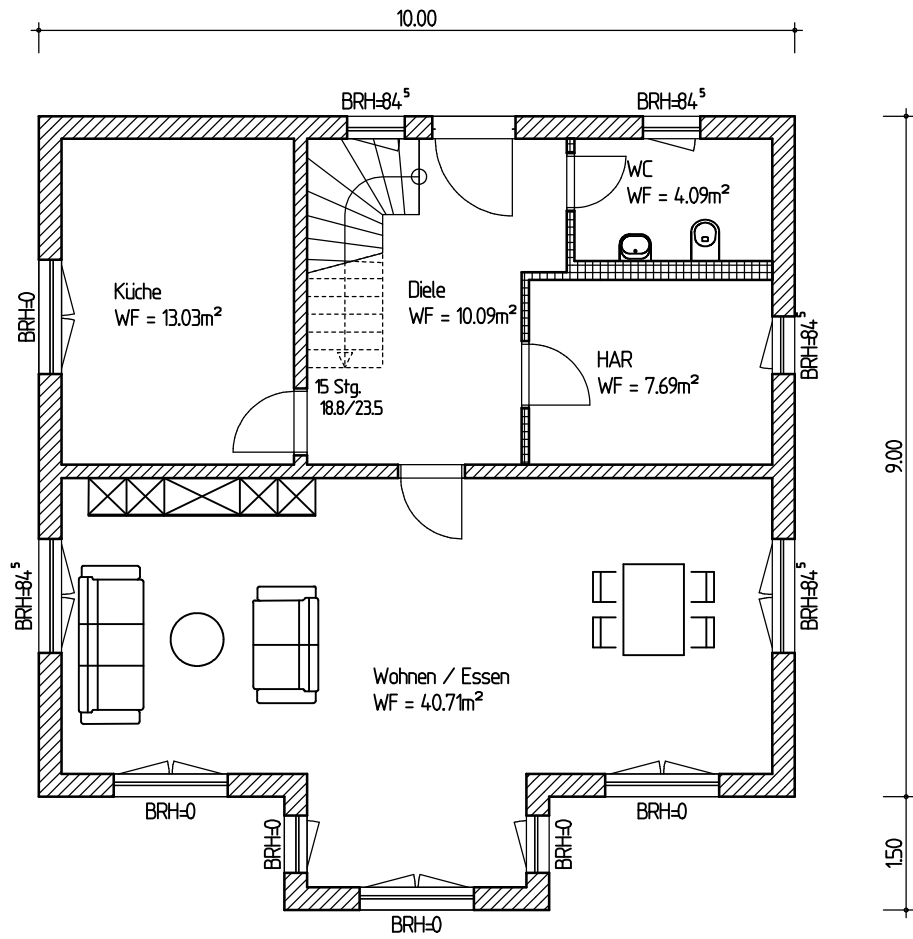 10.00
BRH=84⁵
BRH=84⁵
WC
WF = 4.09m²
Küche
WF = 13.03m²
Diele
WF = 10.09m²
BRH=0
BRH=84⁵
HAR
WF = 7.69m²
15 Stg.
18.8/23.5
9.00
BRH=84⁵
BRH=84⁵
Wohnen / Essen
WF = 40.71m²
BRH=0
BRH=0
BRH=0
BRH=0
1.50
BRH=0